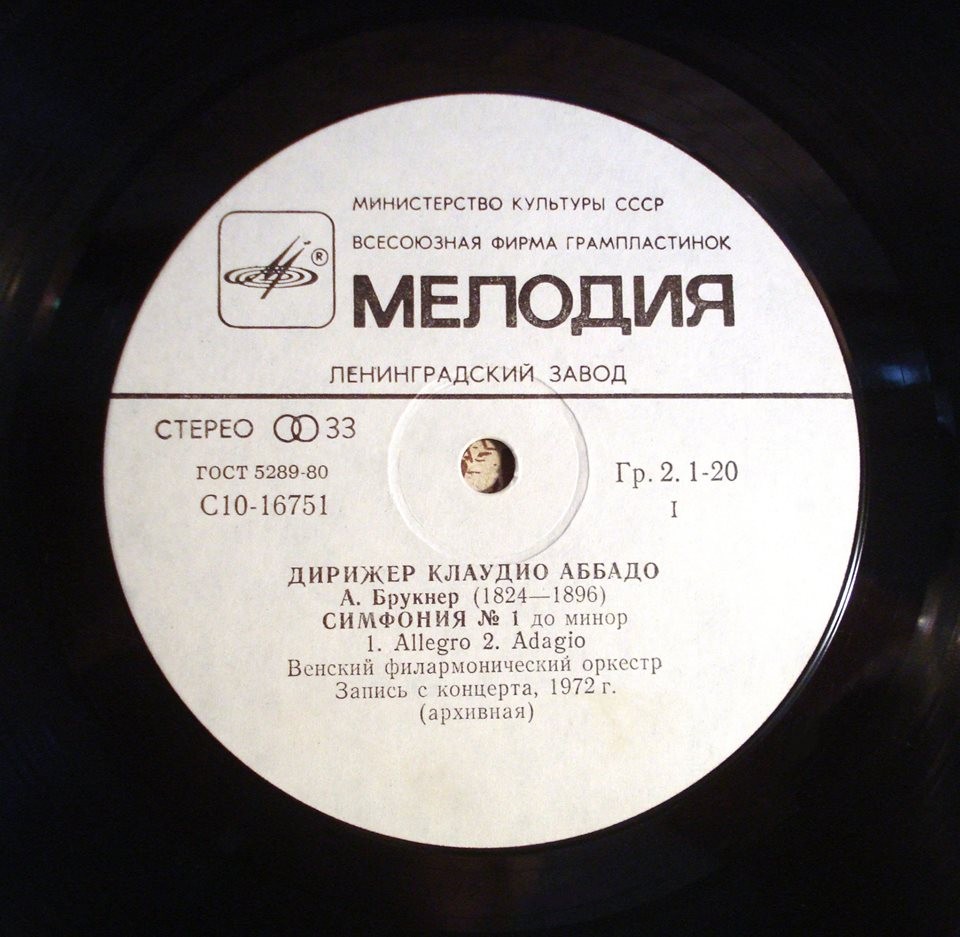 МИНИСТЕРСТВО КУЛЬТУРЫ СССР
ВСЕСОЮЗНАЯ ФИРМА ГРАМПЛАСТИНОК
®
МЕЛОДИЯ
ЛЕНИНГРАДСКИЙ ЗАВОД
СТЕРЕО 33
ГОСТ 5289-80
С10-16751
Гр. 2. 1-20
I
ДИРИЖЕР КЛАУДИО АББАДО
А. Брукнер (1824—1896)
СИМФОНИЯ № 1 до минор
1. Allegro 2. Adagio
Венский филармонический оркестр
Запись с концерта, 1972 г.
(архивная)